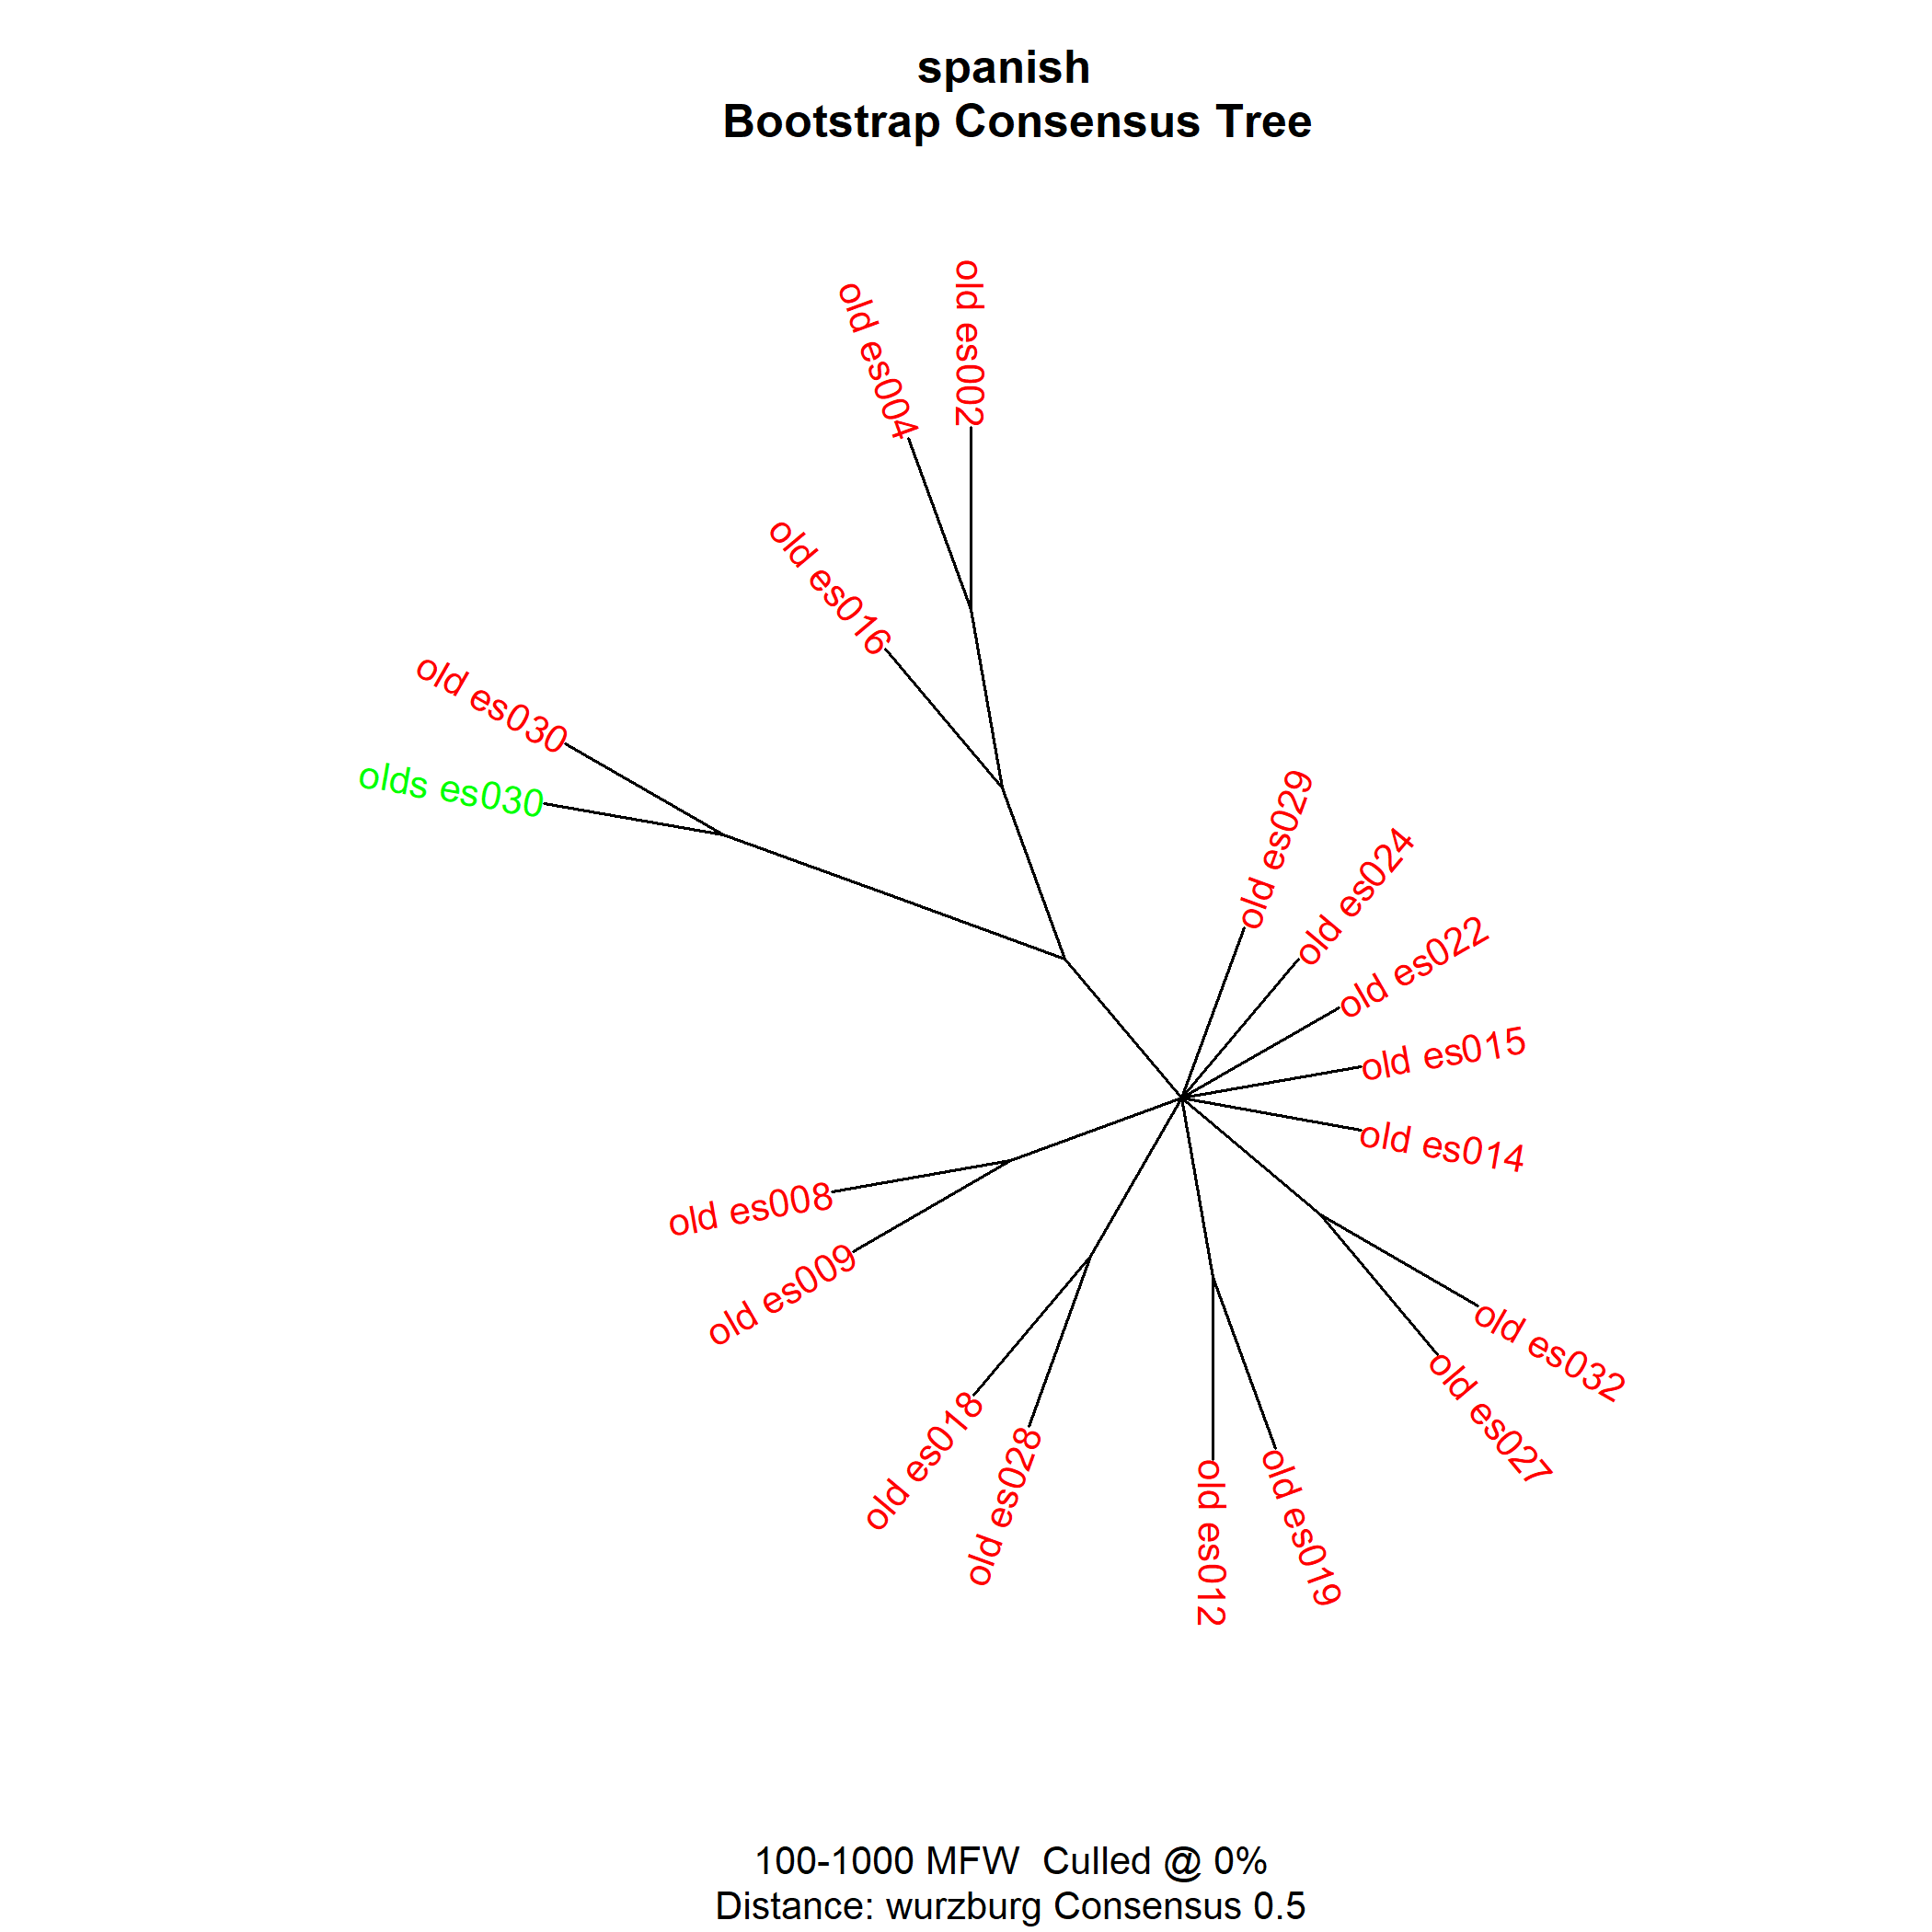 spanish
Bootstrap Consensus Tree
old es002
old es004
old es016
old es030
olds es030
old es029
old es024
old es022
old es015
old es014
old es008
old es009
old es032
old es027
old es018
old es028
old es012
old es019
100-1000 MFW  Culled @ 0%
Distance: wurzburg Consensus 0.5